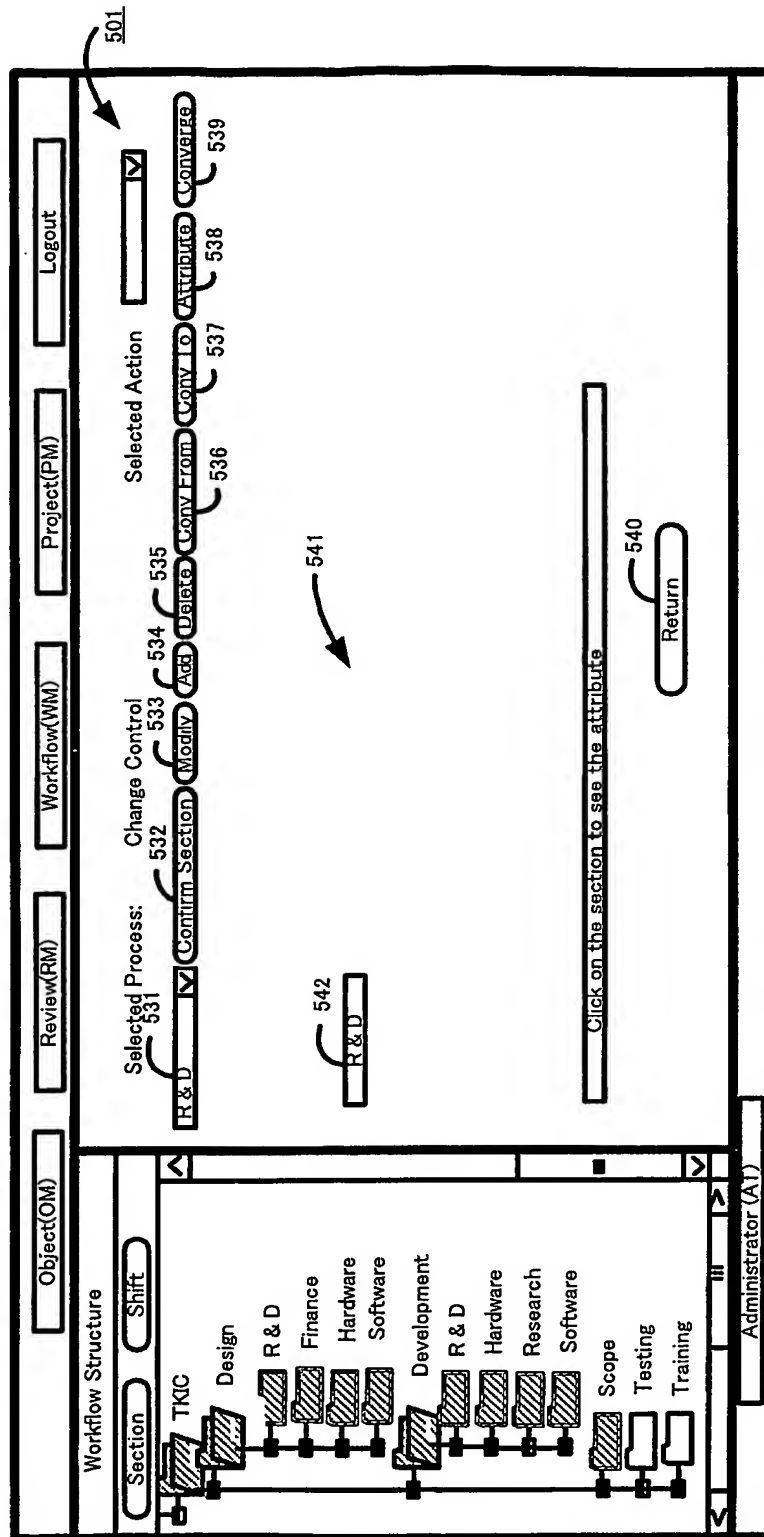 501
Object(OM) Review(RM) Workflow(WM) Project(PM) Logout
Workflow Structure
Section Shift
TKIC
Design
R & D
Finance
Hardware
Software
Development
R & D
Hardware
Research
Software
Scope
Testing
Training
Selected Process: Change Control Selected Action
531 532 533 534 535
R & D Confirm Section Modify Add Delete Conv From Conv To Attribute Converge
536 537 538 539
541
542
R & D
Click on the section to see the attribute
540
Return
Administrator (AT)